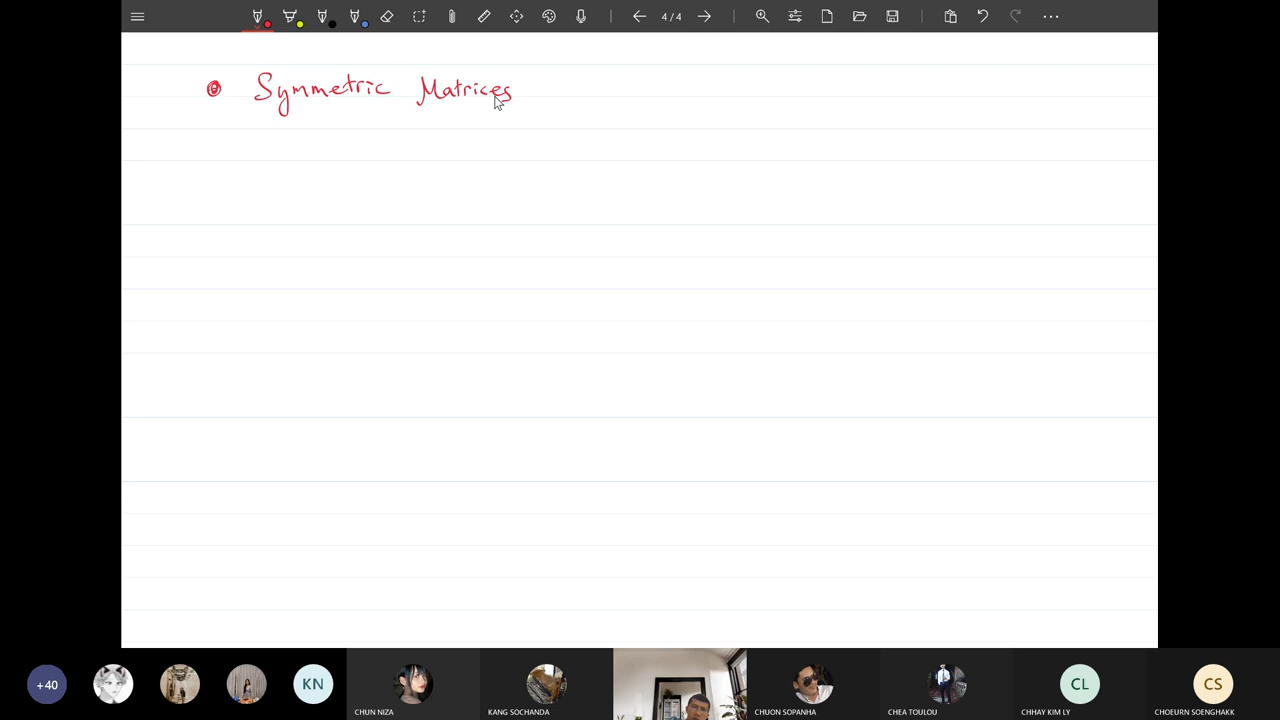 4/4
Symmetric Matrices
+40
KN
CL
CS
CHUN NIZA
KANG SOCHANDA
CHUON SOPANHA
CHEA TOULOU
CHHAY KIM LY
CHOEURN SOENGHAKK